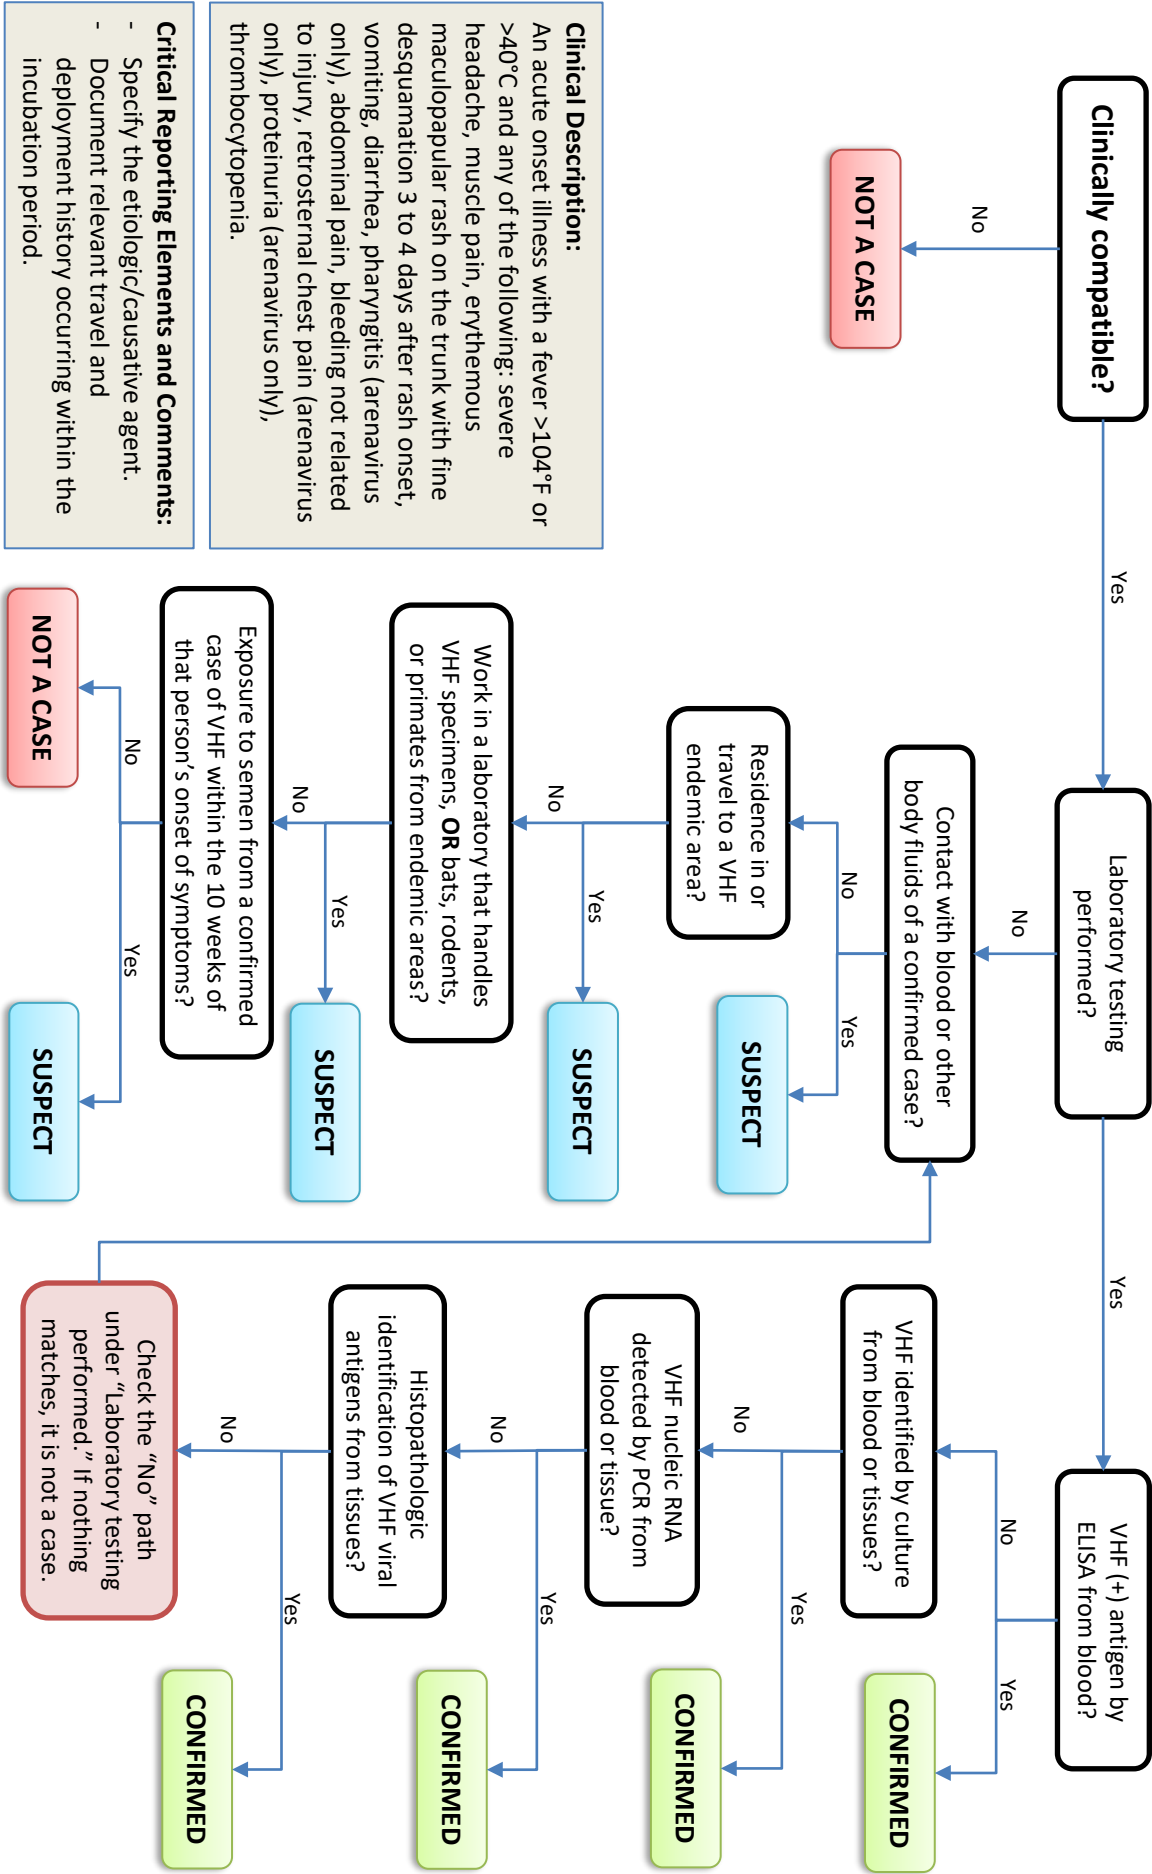 Clinically compatible?
No
NOT A CASE
Yes
Laboratory testing
performed?
No
Yes
Contact with blood or other
body fluids of a confirmed case?
No
Yes
SUSPECT
Residence in or
travel to a VHF
endemic area?
No
Yes
SUSPECT
Work in a laboratory that handles
VHF specimens, OR bats, rodents,
or primates from endemic areas?
No
Yes
SUSPECT
Exposure to semen from a confirmed
case of VHF within the 10 weeks of
that person’s onset of symptoms?
No
Yes
NOT A CASE
SUSPECT
VHF (+) antigen by
ELISA from blood?
No
Yes
CONFIRMED
VHF identified by culture
from blood or tissues?
No
Yes
CONFIRMED
VHF nucleic RNA
detected by PCR from
blood or tissue?
No
Yes
CONFIRMED
Histopathologic
identification of VHF viral
antigens from tissues?
No
Yes
CONFIRMED
Check the “No” path
under “Laboratory testing
performed.” If nothing
matches, it is not a case.
Clinical Description:
An acute onset illness with a fever >104°F or
>40°C and any of the following: severe
headache, muscle pain, erythemous
maculopapular rash on the trunk with fine
desquamation 3 to 4 days after rash onset,
vomiting, diarrhea, pharyngitis (arenavirus
only), abdominal pain, bleeding not related
to injury, retrosternal chest pain (arenavirus
only), proteinuria (arenavirus only),
thrombocytopenia.
Critical Reporting Elements and Comments:
- Specify the etiologic/causative agent.
- Document relevant travel and
deployment history occurring within the
incubation period.